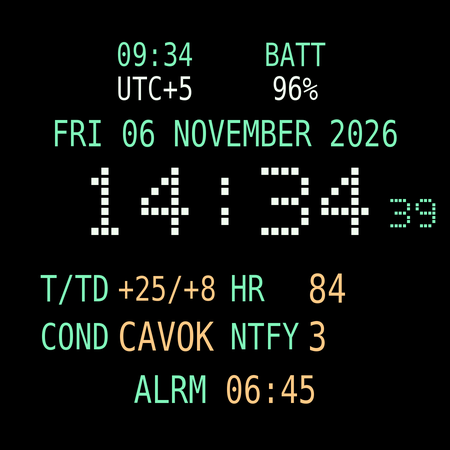 09:34 BATT
UTC+5 96%
FRI 06 NOVEMBER 2026
14:34 39
T/TD +25/+8 HR 84
COND CAVOK NTFY 3
ALRM 06:45